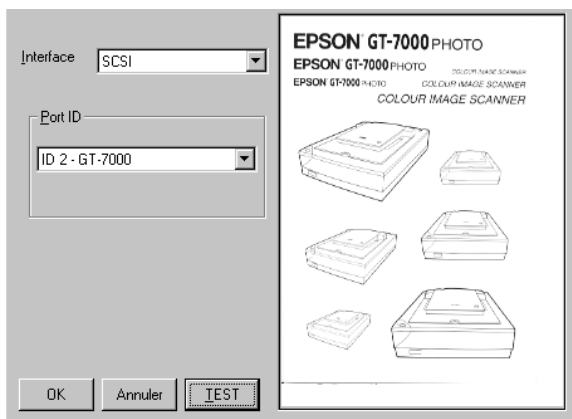 Interface
SCSI
Port ID
ID 2 - GT-7000
OK
Annuler
TEST
EPSON GT-7000 PHOTO
EPSON GT-7000 PHOTO
COLOUR IMAGE SCANNER
EPSON GT-7000 PHOTO
COLOUR IMAGE SCANNER
COLOUR IMAGE SCANNER